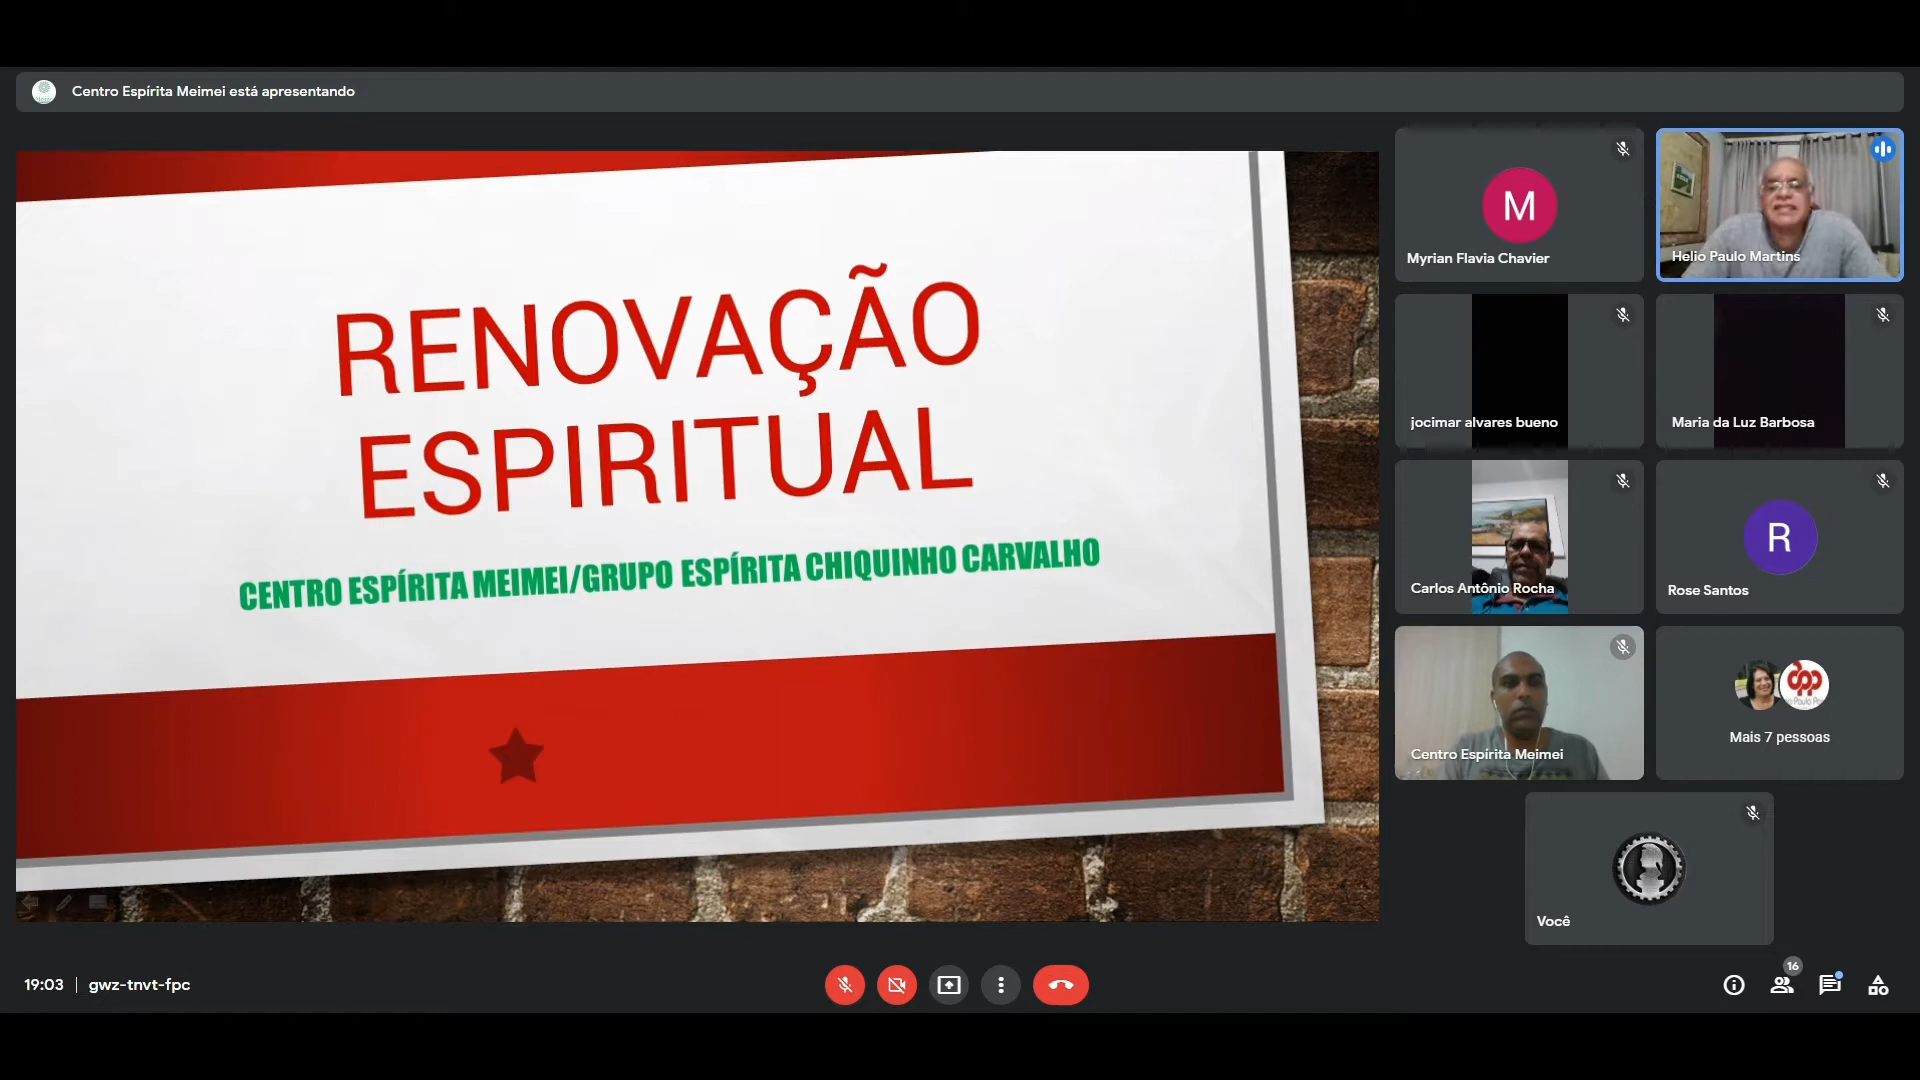 Centro Espírita Meimei está apresentando
RENOVAÇÃO
ESPIRITUAL
CENTRO ESPÍRITA MEIMEI/GRUPO ESPÍRITA CHIQUINHO CARVALHO
M
Myrian Flavia Chavier
Helio Paulo Martins
jocimar alvares bueno
Maria da Luz Barbosa
Carlos Antônio Rocha
R
Rose Santos
Centro Espírita Meimei
Mais 7 pessoas
Você
19:03 | gwz-tnvt-fpc
16